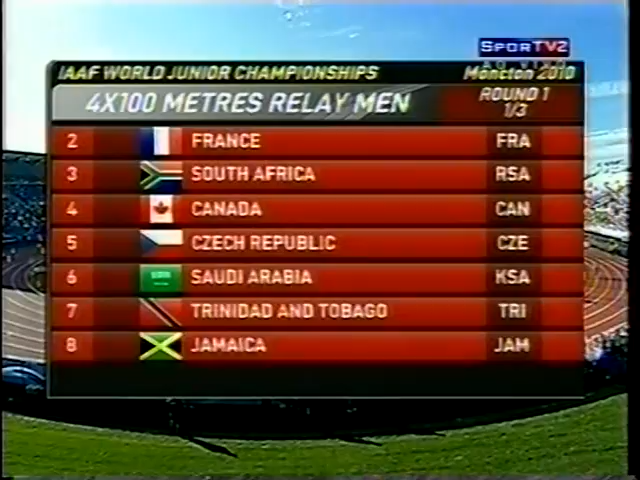 SPORTV2
AO VIVO
IAAF WORLD JUNIOR CHAMPIONSHIPS Moncton 2010
4X100 METRES RELAY MEN ROUND 1
1/3
2 FRANCE FRA
3 SOUTH AFRICA RSA
4 CANADA CAN
5 CZECH REPUBLIC CZE
6 SAUDI ARABIA KSA
7 TRINIDAD AND TOBAGO TRI
8 JAMAICA JAM